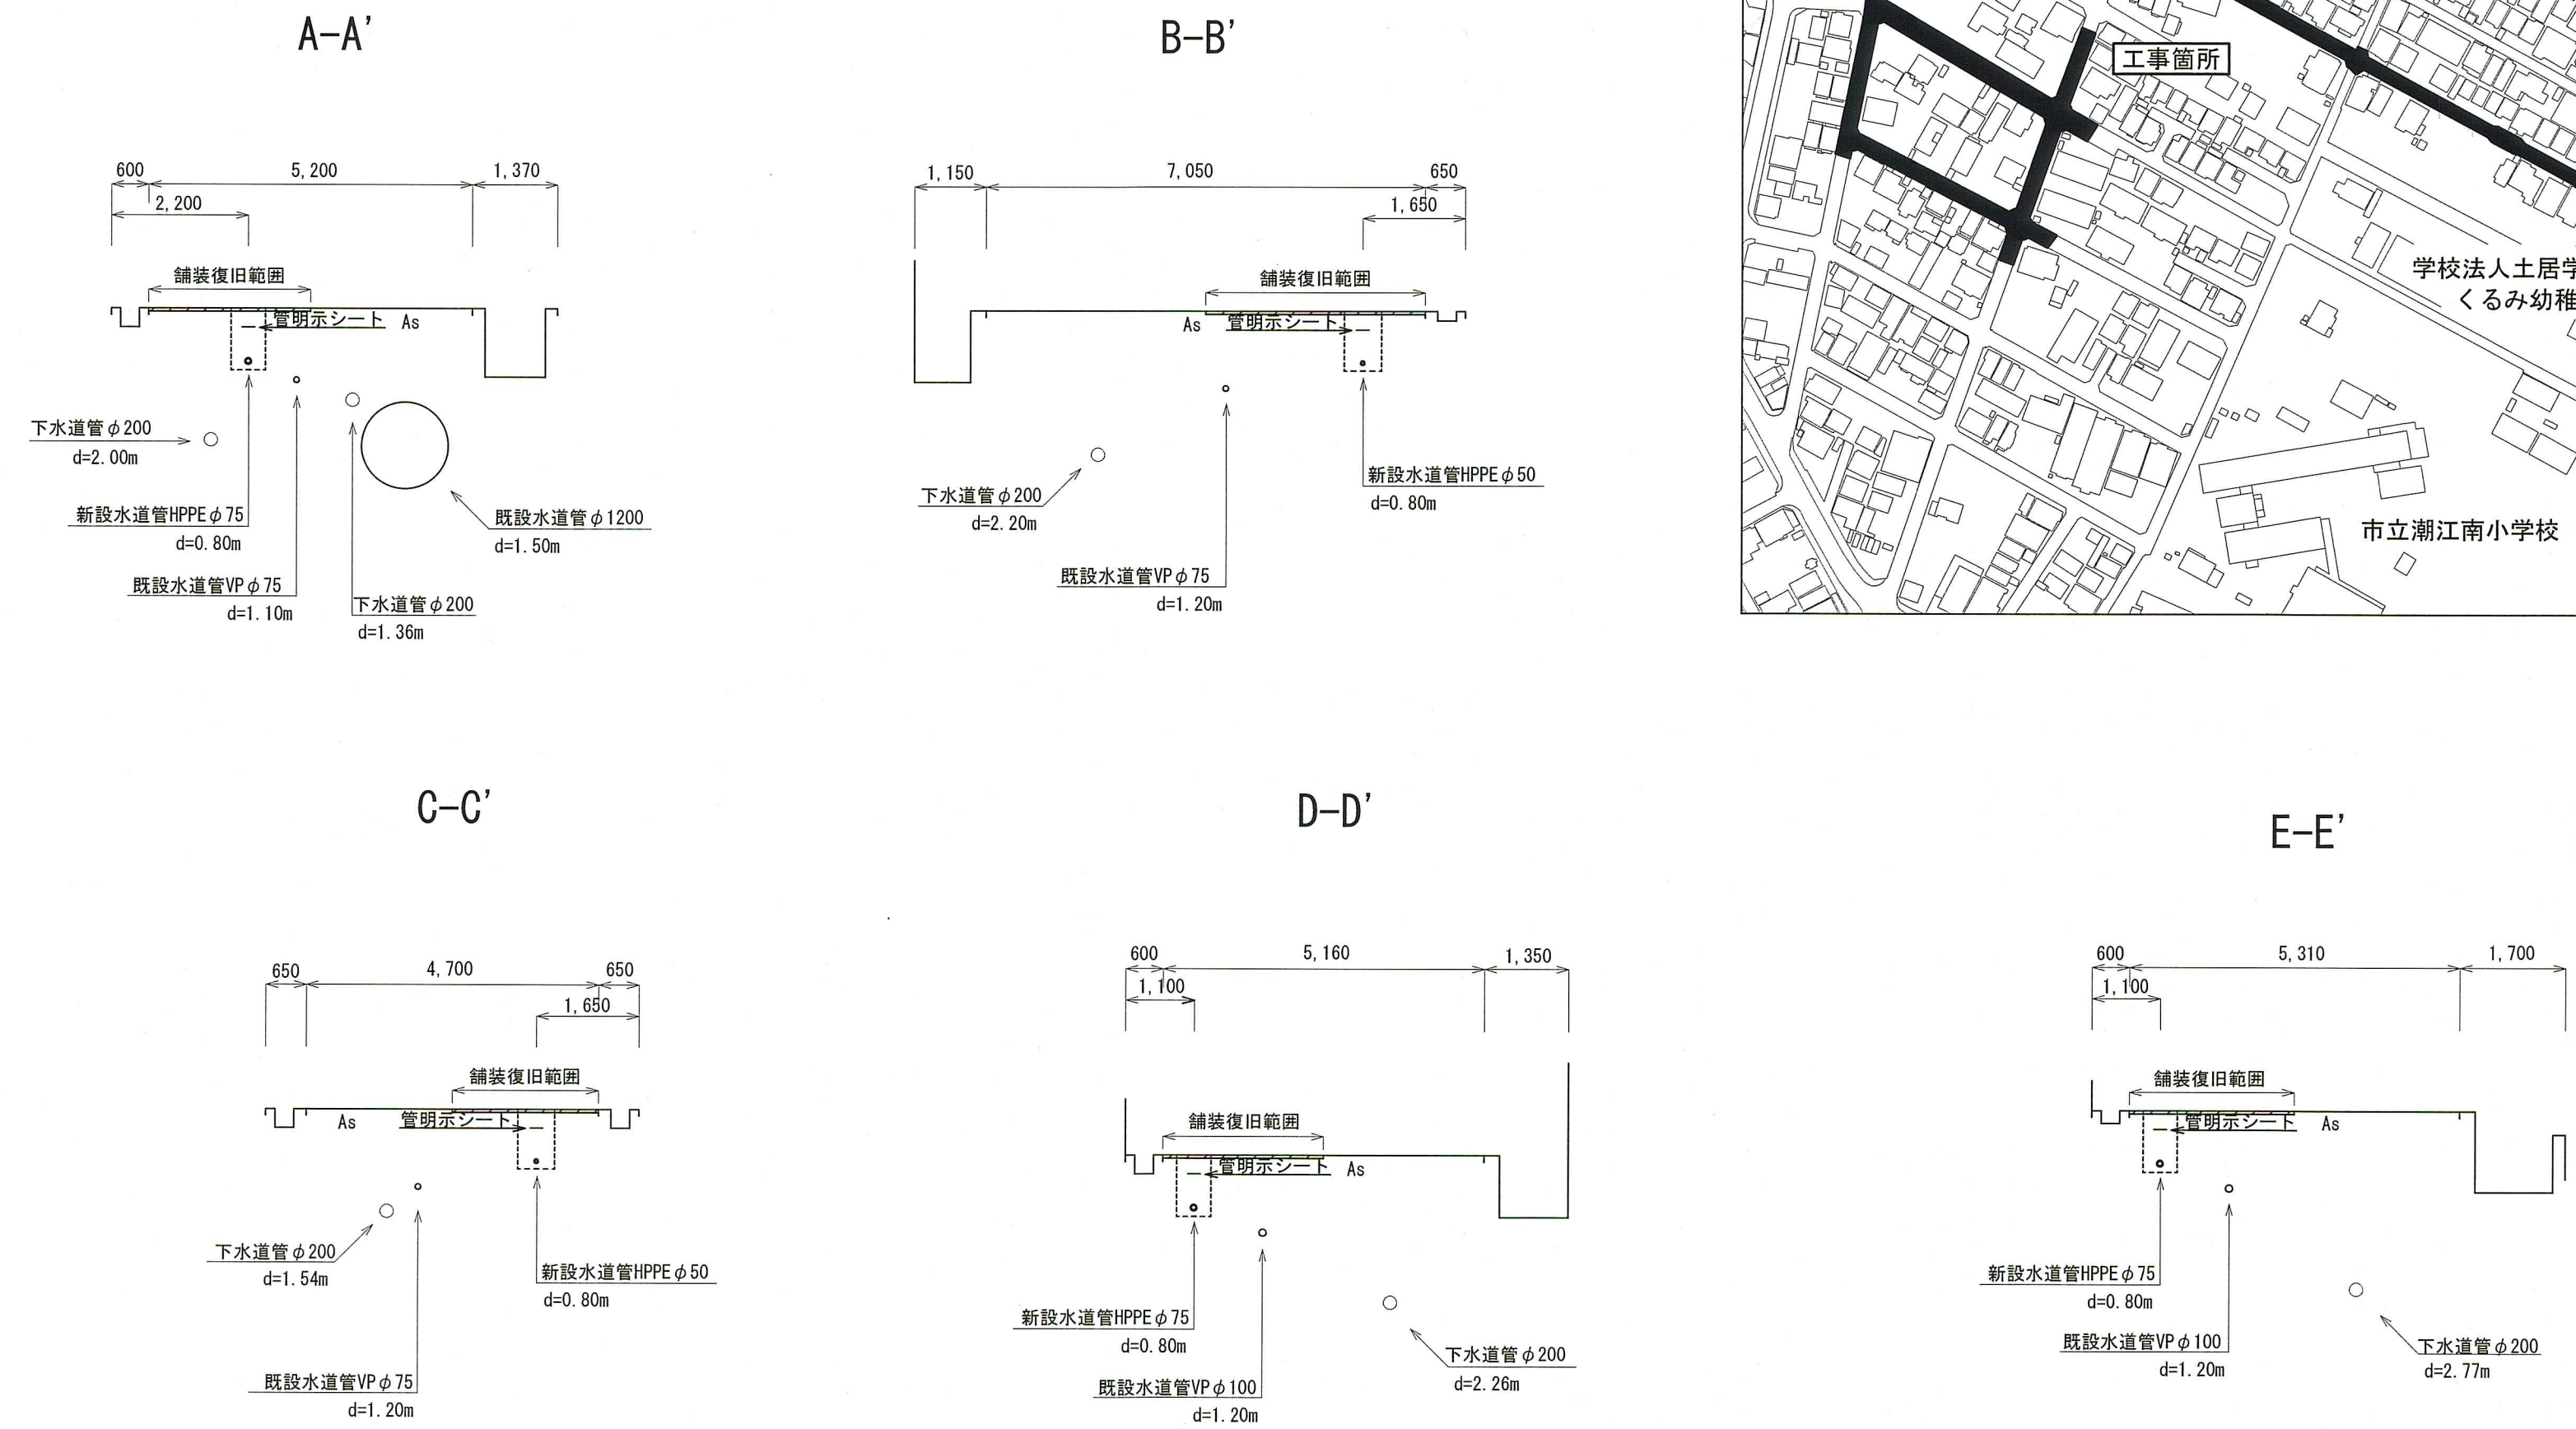 A-A'
600
5,200
1,370
2,200
舗装復旧範囲
管明示シート
As
下水道管φ200
d=2.00m
新設水道管HPPEφ75
d=0.80m
既設水道管VPφ75
d=1.10m
下水道管φ200
d=1.36m
既設水道管φ1200
d=1.50m
B-B'
1,150
7,050
650
1,650
舗装復旧範囲
As
管明示シート
下水道管φ200
d=2.20m
既設水道管VPφ75
d=1.20m
新設水道管HPPEφ50
d=0.80m
工事箇所
学校法人土居学
くるみ幼稚
市立潮江南小学校
C-C'
650
4,700
650
1,650
舗装復旧範囲
As
管明示シート
下水道管φ200
d=1.54m
新設水道管HPPEφ50
d=0.80m
既設水道管VPφ75
d=1.20m
D-D'
600
5,160
1,350
1,100
舗装復旧範囲
管明示シート
As
新設水道管HPPEφ75
d=0.80m
既設水道管VPφ100
d=1.20m
下水道管φ200
d=2.26m
E-E'
600
5,310
1,700
1,100
舗装復旧範囲
管明示シート
As
新設水道管HPPEφ75
d=0.80m
既設水道管VPφ100
d=1.20m
下水道管φ200
d=2.77m